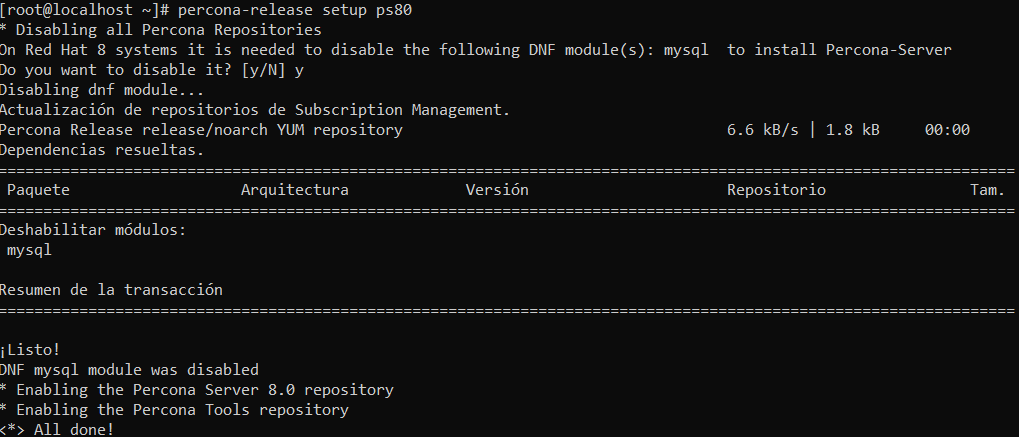 [root@localhost ~]# percona-release setup ps80
* Disabling all Percona Repositories
On Red Hat 8 systems it is needed to disable the following DNF module(s): mysql  to install Percona-Server
Do you want to disable it? [y/N] y
Disabling dnf module...
Actualización de repositorios de Subscription Management.
Percona Release release/noarch YUM repository                                    6.6 kB/s | 1.8 kB     00:00
Dependencias resueltas.
================================================================================================================
 Paquete                   Arquitectura             Versión                      Repositorio                Tam.
================================================================================================================
Deshabilitar módulos:
 mysql

Resumen de la transacción
================================================================================================================

¡Listo!
DNF mysql module was disabled
* Enabling the Percona Server 8.0 repository
* Enabling the Percona Tools repository
<*> All done!